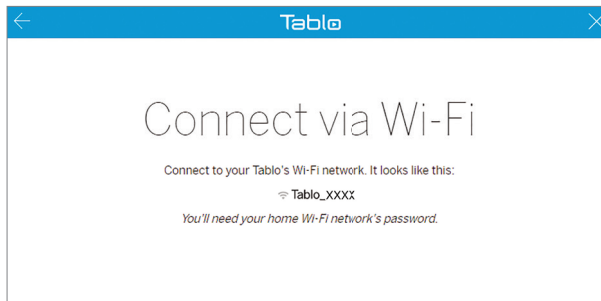 Tablo
Connect via Wi-Fi
Connect to your Tablo's Wi-Fi network. It looks like this:
Tablo_XXXX
You'll need your home Wi-Fi network's password.